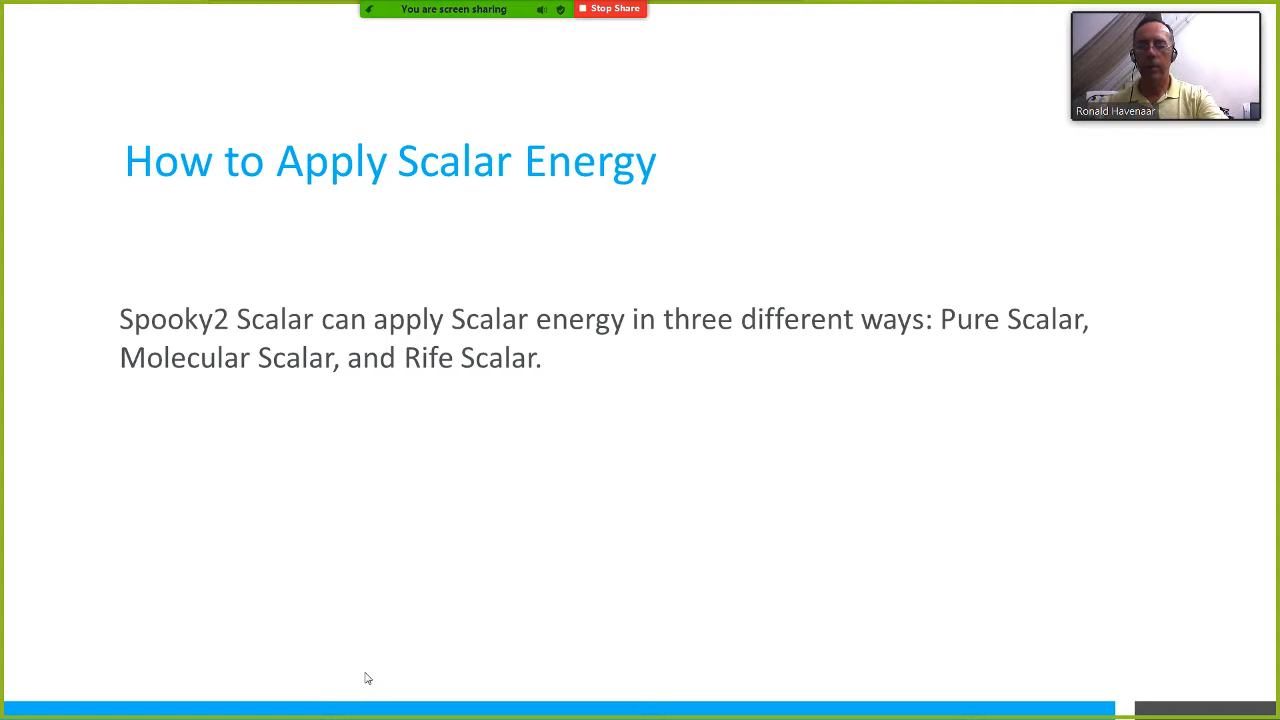 You are screen sharing
Stop Share
Ronald Havenaar
How to Apply Scalar Energy
Spooky2 Scalar can apply Scalar energy in three different ways: Pure Scalar,
Molecular Scalar, and Rife Scalar.